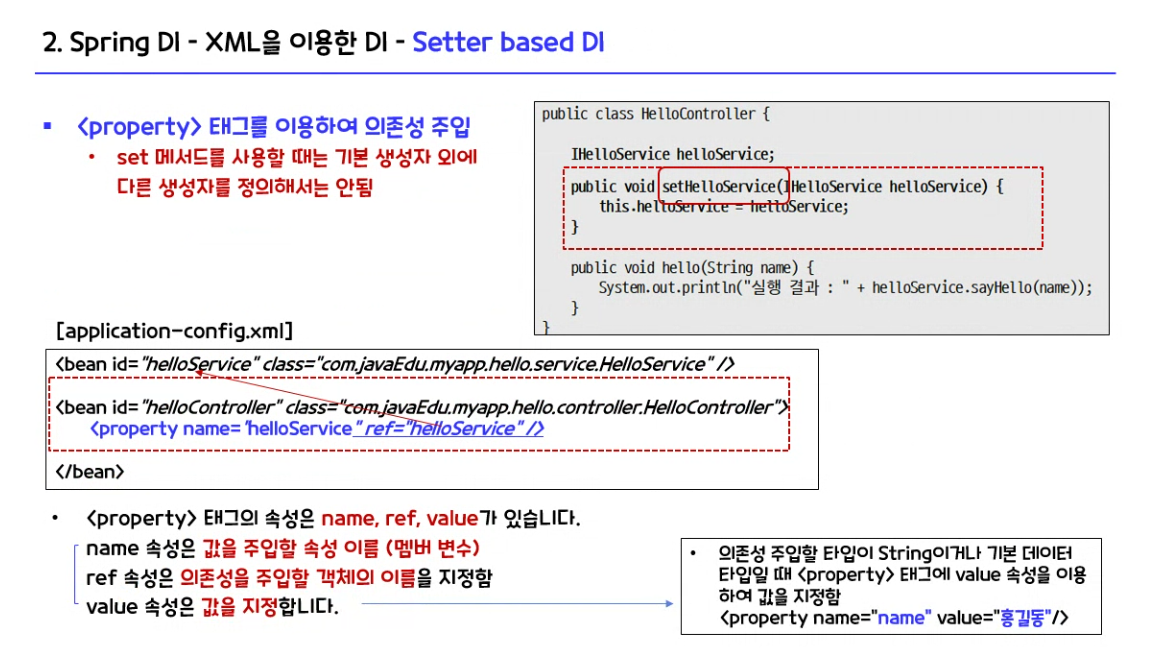 2. Spring DI - XML을 이용한 DI - Setter based DI
▪ <property> 태그를 이용하여 의존성 주입
• set 메서드를 사용할 때는 기본 생성자 외에
다른 생성자를 정의해서는 안됨
public class HelloController {
IHelloService helloService;
public void setHelloService(IHelloService helloService) {
this.helloService = helloService;
}
public void hello(String name) {
System.out.println("실행 결과 : " + helloService.sayHello(name));
}
}
[application-config.xml]
<bean id="helloService" class="com.javaEdu.myapp.hello.service.HelloService" />
<bean id="helloController" class="com.javaEdu.myapp.hello.controller.HelloController">
<property name='helloService" ref="helloService" />
</bean>
• <property> 태그의 속성은 name, ref, value가 있습니다.
name 속성은 값을 주입할 속성 이름 (멤버 변수)
ref 속성은 의존성을 주입할 객체의 이름을 지정함
value 속성은 값을 지정합니다.
• 의존성 주입할 타입이 String이거나 기본 데이터
타입일 때 <property> 태그에 value 속성을 이용
하여 값을 지정함
<property name="name" value="홍길동"/>